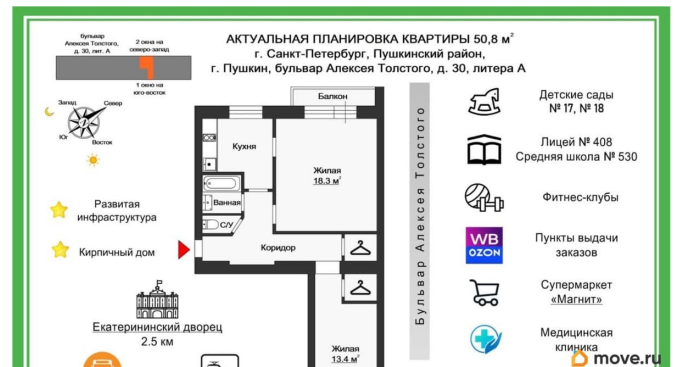 бульвар
Алексея Толстого,
д. 30, лит. А
2 окна на
северо-запад
1 окно на
юго-восток
АКТУАЛЬНАЯ ПЛАНИРОВКА КВАРТИРЫ 50,8 м²
г. Санкт-Петербург, Пушкинский район,
г. Пушкин, бульвар Алексея Толстого, д. 30, литера А
Запад
Север
Юг
Восток
Развитая
инфраструктура
Кирпичный дом
Екатерининский дворец
2.5 км
Балкон
Кухня
Жилая
18.3 м²
Ванная
С/У
Коридор
Жилая
13.4 м²
Бульвар Алексея Толстого
Детские сады
№ 17, № 18
Лицей № 408
Средняя школа № 530
Фитнес-клубы
WB
OZON
Пункты выдачи
заказов
Супермаркет
«Магнит»
Медицинская
клиника
move.ru